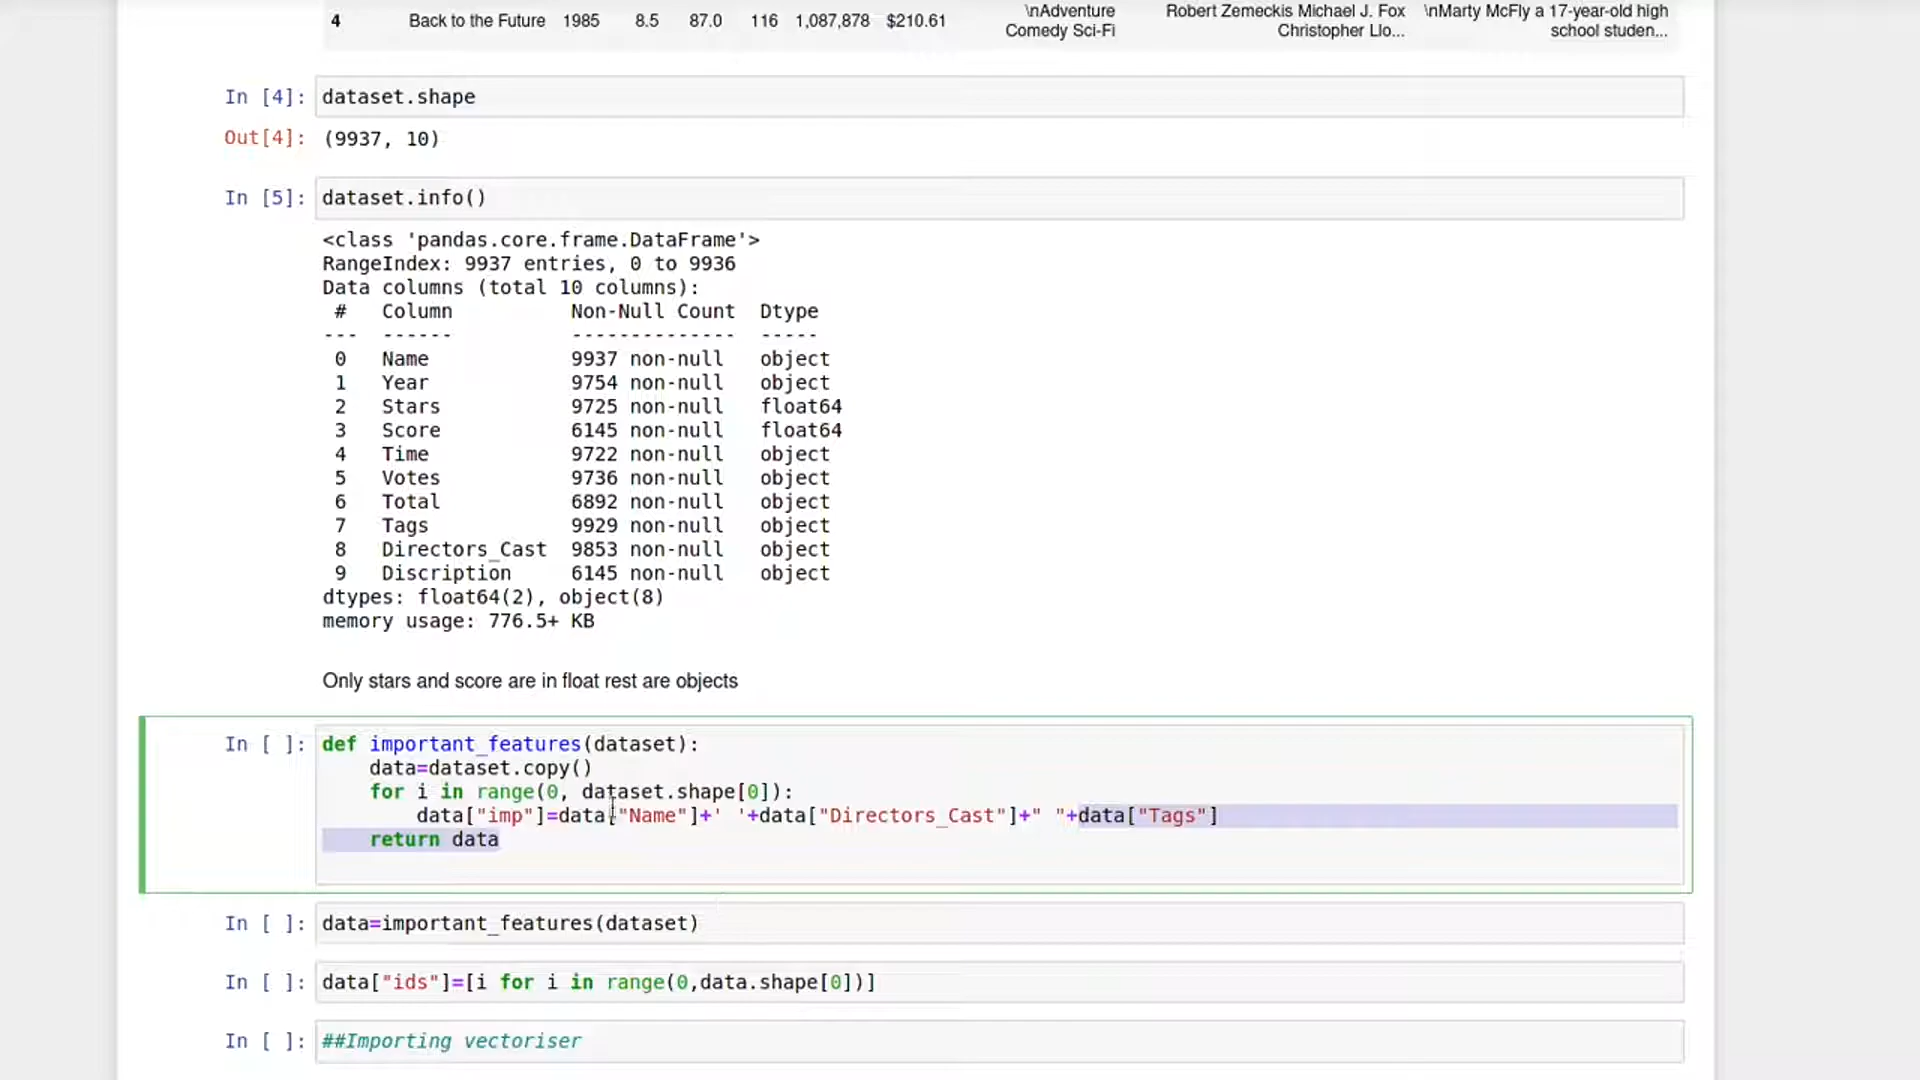 4 Back to the Future 1985 8.5 87.0 116 1,087,878 $210.61 \nAdventure Comedy Sci-Fi Robert Zemeckis Michael J. Fox Christopher Llo... \nMarty McFly a 17-year-old high school studen...
In [4]: dataset.shape
Out[4]: (9937, 10)
In [5]: dataset.info()
<class 'pandas.core.frame.DataFrame'>
RangeIndex: 9937 entries, 0 to 9936
Data columns (total 10 columns):
# Column Non-Null Count Dtype
--- ------ -------------- -----
0 Name 9937 non-null object
1 Year 9754 non-null object
2 Stars 9725 non-null float64
3 Score 6145 non-null float64
4 Time 9722 non-null object
5 Votes 9736 non-null object
6 Total 6892 non-null object
7 Tags 9929 non-null object
8 Directors_Cast 9853 non-null object
9 Discription 6145 non-null object
dtypes: float64(2), object(8)
memory usage: 776.5+ KB
Only stars and score are in float rest are objects
In [ ]: def important_features(dataset):
    data=dataset.copy()
    for i in range(0, dataset.shape[0]):
        data["imp"]=data["Name"]+' '+data["Directors_Cast"]+" "+data["Tags"]
    return data
In [ ]: data=important_features(dataset)
In [ ]: data["ids"]=[i for i in range(0,data.shape[0])]
In [ ]: ##Importing vectoriser